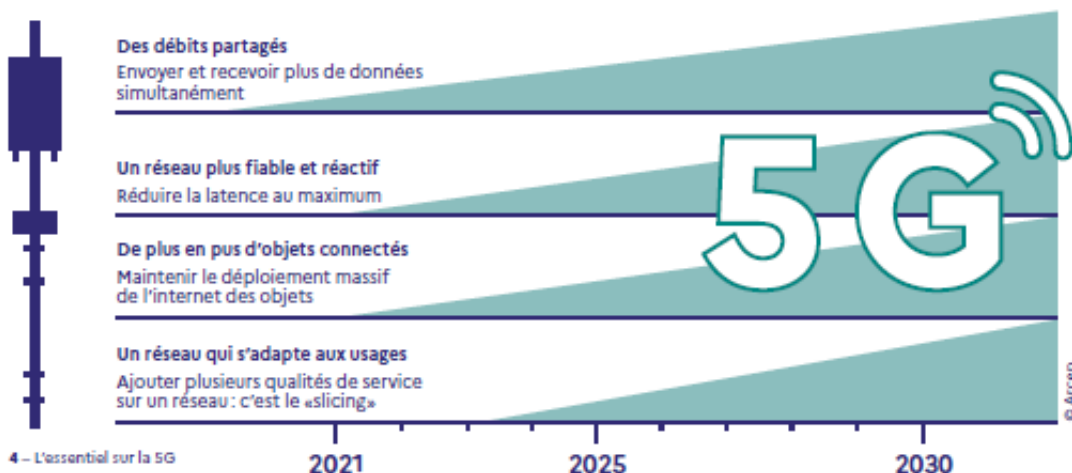 Des débits partagés
Envoyer et recevoir plus de données
simultanément
Un réseau plus fiable et réactif
Réduire la latence au maximum
De plus en pus d'objets connectés
Maintenir le déploiement massif
de l'internet des objets
Un réseau qui s'adapte aux usages
Ajouter plusieurs qualités de service
sur un réseau : c'est le «slicing»
5G
© Arcep
4 – L'essentiel sur la 5G
2021
2025
2030